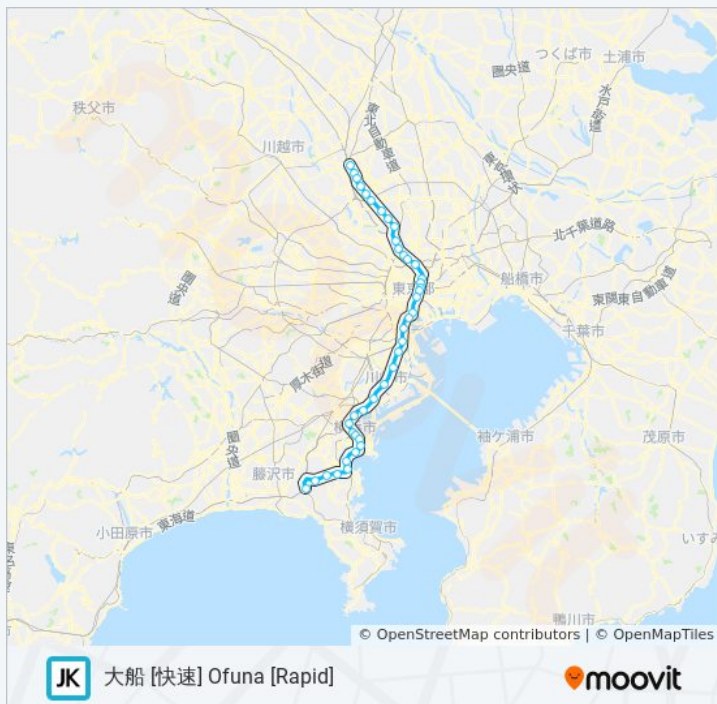 つくば市
土浦市
圏央道
水戸街道
秩父市
東北自動車道
川越市
東京環状
北千葉道路
圏央道
船橋市
東京都
東関東自動車道
千葉市
厚木街道
川崎市
横浜市
袖ケ浦市
茂原市
圏央道
藤沢市
東海道
小田原市
横須賀市
いすみ
鴨川市
© OpenStreetMap contributors | © OpenMapTiles
JK
大船 [快速] Ofuna [Rapid]
moovit